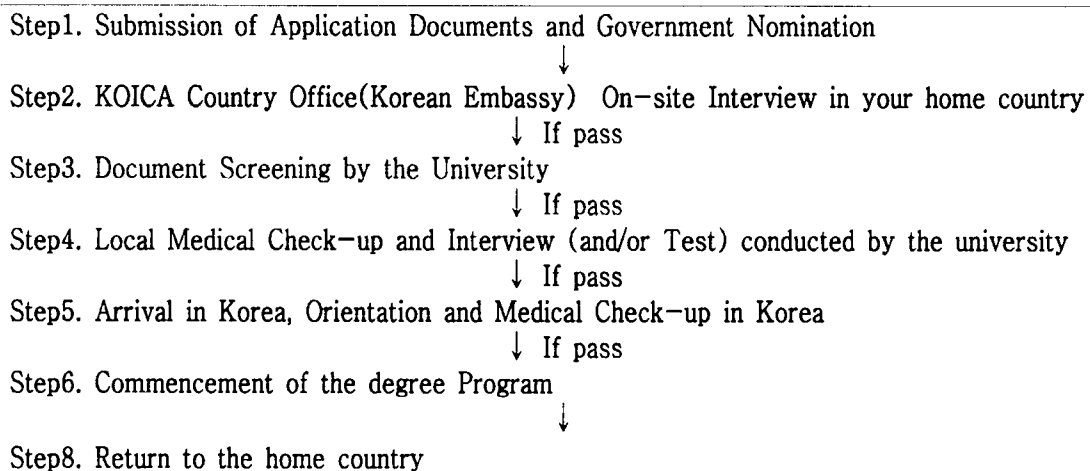 Step1. Submission of Application Documents and Government Nomination
↓
Step2. KOICA Country Office(Korean Embassy) On-site Interview in your home country
↓ If pass
Step3. Document Screening by the University
↓ If pass
Step4. Local Medical Check-up and Interview (and/or Test) conducted by the university
↓ If pass
Step5. Arrival in Korea, Orientation and Medical Check-up in Korea
↓ If pass
Step6. Commencement of the degree Program
↓
Step8. Return to the home country